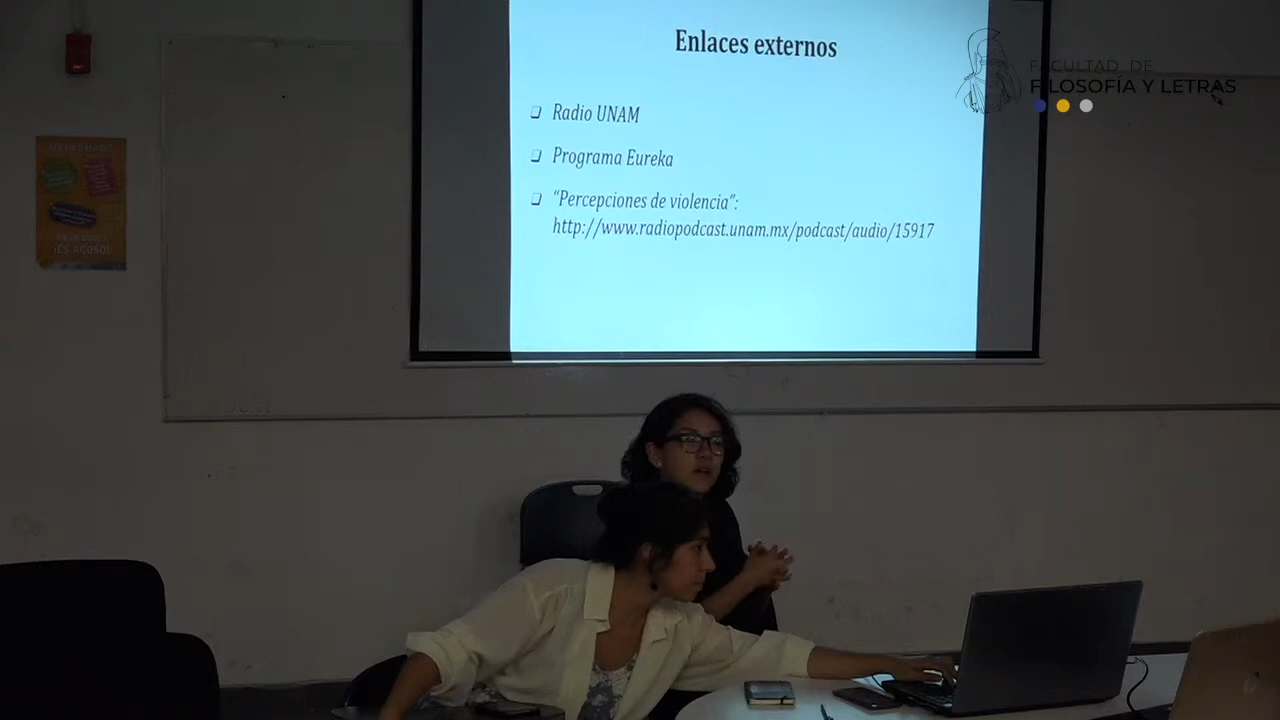 Enlaces externos
Radio UNAM
Programa Eureka
“Percepciones de violencia”:
http://www.radiopodcast.unam.mx/podcast/audio/15917
FACULTAD DE
FILOSOFÍA Y LETRAS
¡ES ACOSO!